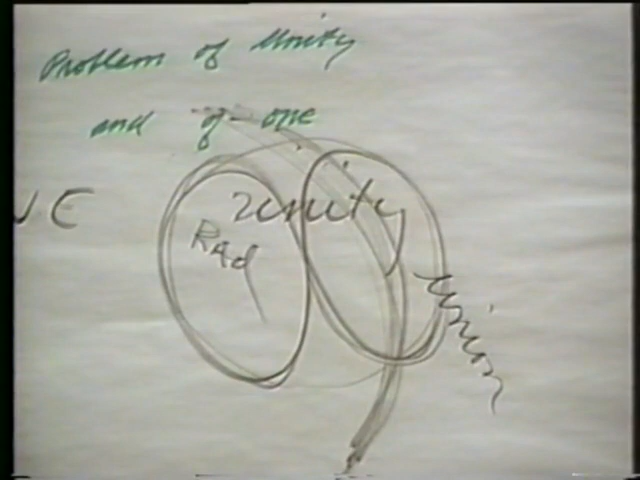 Problem of Unity
and of one
unity
Rad
union